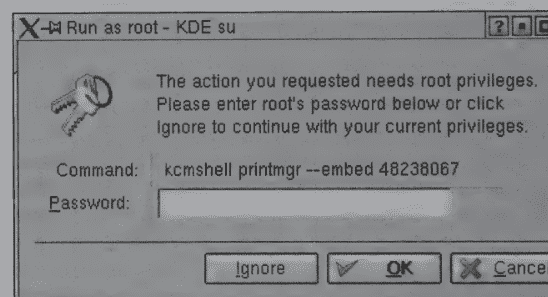 Run as root - KDE su
The action you requested needs root privileges.
Please enter root's password below or click
Ignore to continue with your current privileges.
Command: kcmshell printmgr --embed 48238067
Password:
Ignore OK Cancel